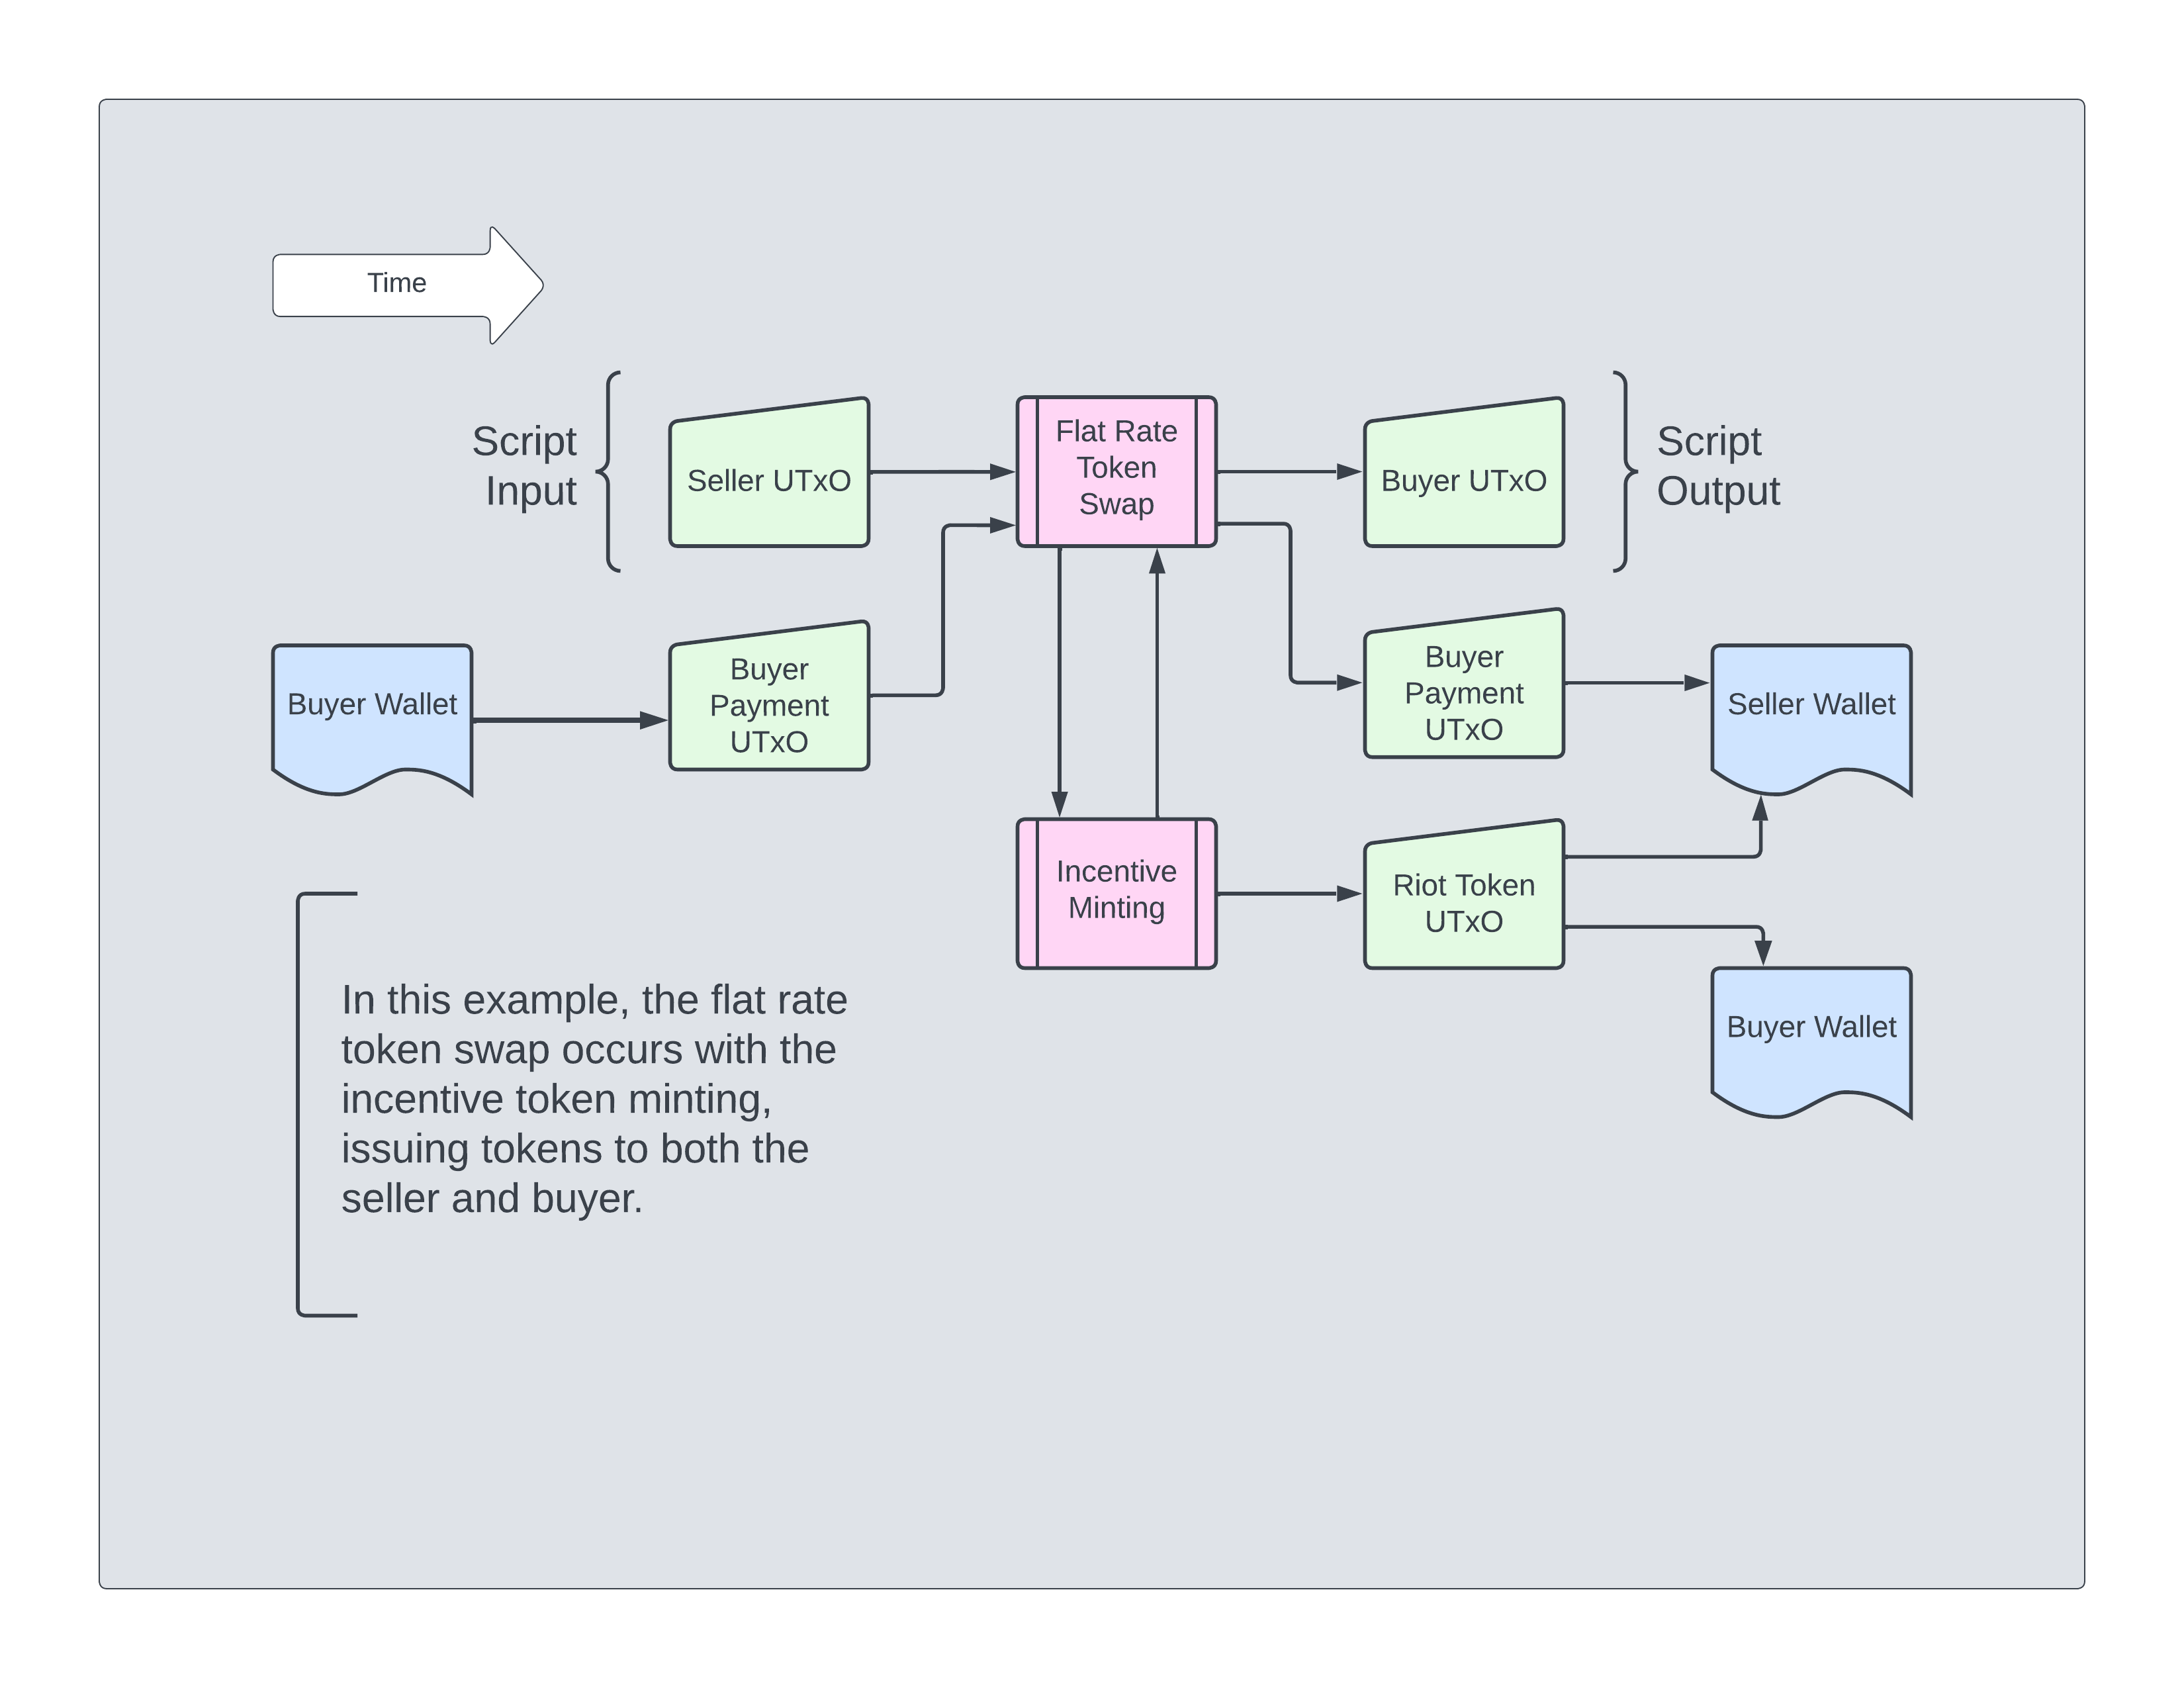 Time
Script
Input
Seller UTxO
Flat Rate
Token
Swap
Buyer UTxO
Script
Output
Buyer Wallet
Buyer
Payment
UTxO
Buyer
Payment
UTxO
Seller Wallet
Incentive
Minting
Riot Token
UTxO
Buyer Wallet
In this example, the flat rate
token swap occurs with the
incentive token minting,
issuing tokens to both the
seller and buyer.